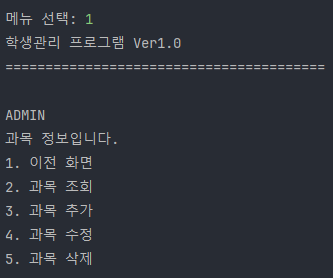 메뉴 선택: 1
학생관리 프로그램 Ver1.0
========================================
ADMIN
과목 정보입니다.
1. 이전 화면
2. 과목 조회
3. 과목 추가
4. 과목 수정
5. 과목 삭제